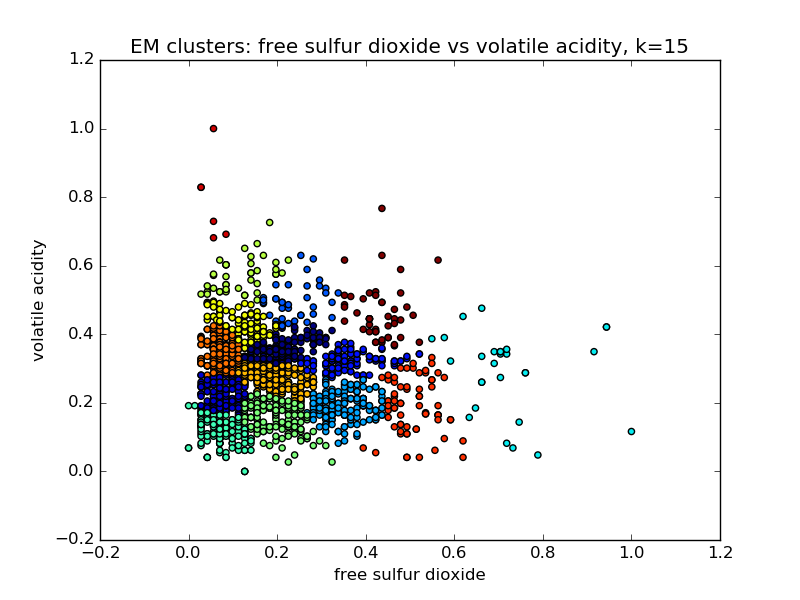 EM clusters: free sulfur dioxide vs volatile acidity, k=15
1.2
1.0
0.8
0.6
0.4
0.2
0.0
−0.2
volatile acidity
−0.2 0.0 0.2 0.4 0.6 0.8 1.0 1.2
free sulfur dioxide